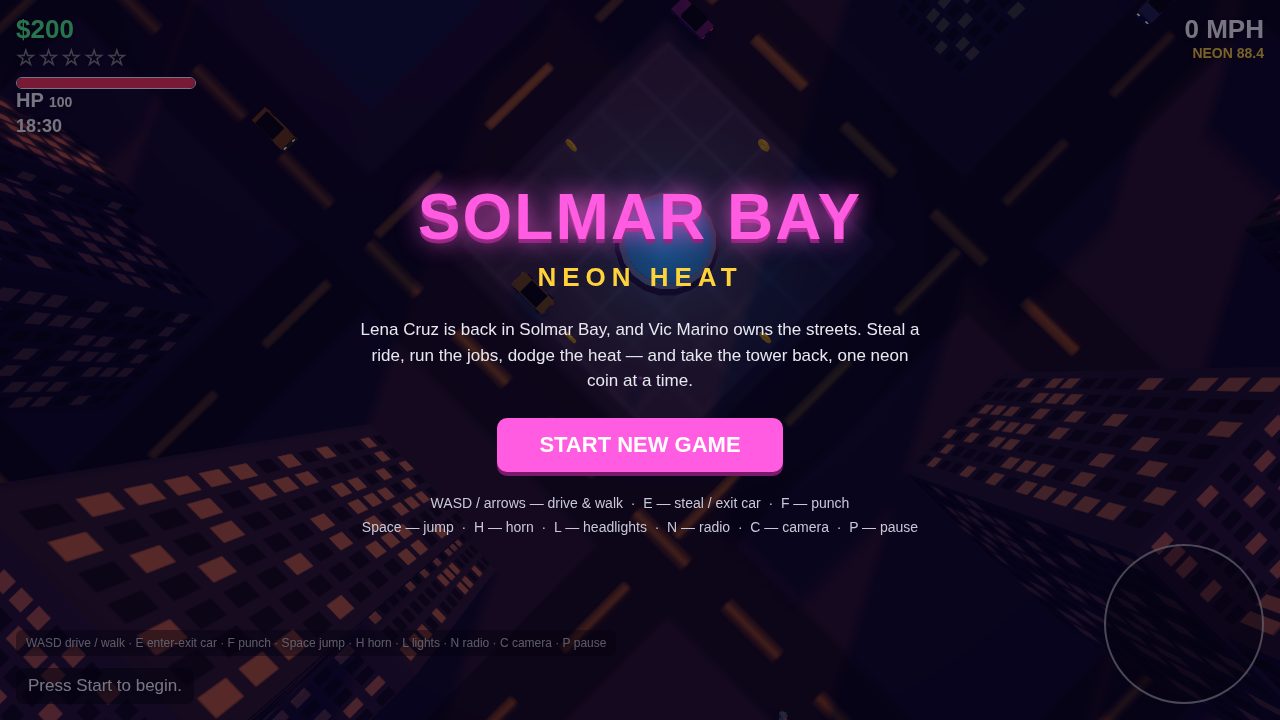 $200
☆☆☆☆☆
HP 100
18:30
0 MPH
NEON 88.4
SOLMAR BAY
NEON HEAT
Lena Cruz is back in Solmar Bay, and Vic Marino owns the streets. Steal a
ride, run the jobs, dodge the heat — and take the tower back, one neon
coin at a time.
START NEW GAME
WASD / arrows — drive & walk · E — steal / exit car · F — punch
Space — jump · H — horn · L — headlights · N — radio · C — camera · P — pause
WASD drive / walk · E enter-exit car · F punch · Space jump · H horn · L lights · N radio · C camera · P pause
Press Start to begin.